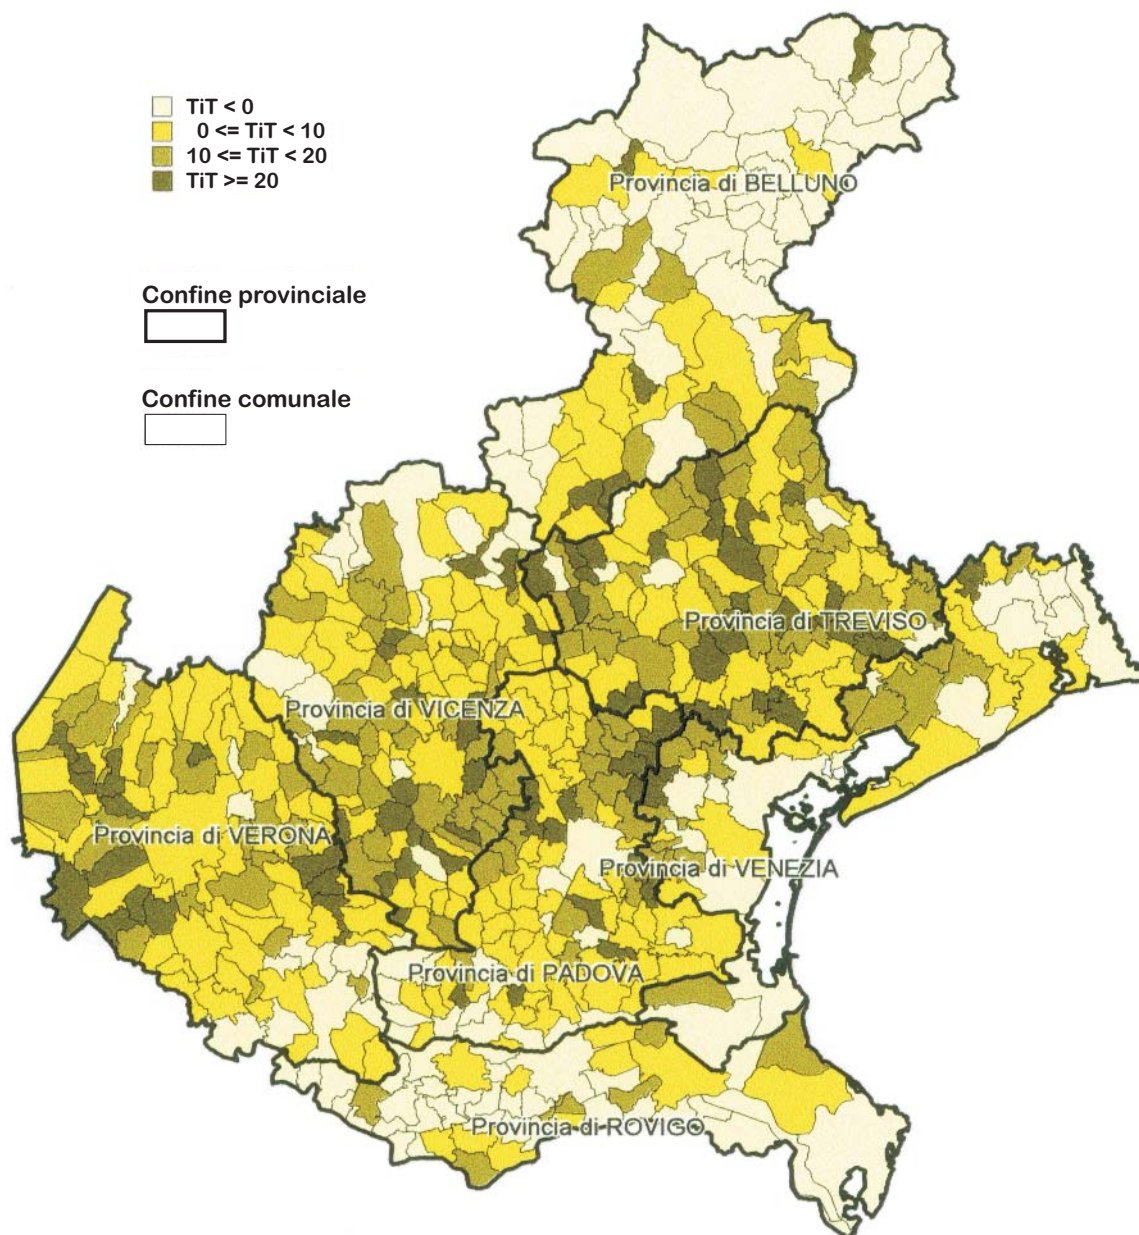 TiT < 0
0 <= TiT < 10
10 <= TiT < 20
TiT >= 20
Confine provinciale
Confine comunale
Provincia di BELLUNO
Provincia di TREVISO
Provincia di VICENZA
Provincia di VERONA
Provincia di VENEZIA
Provincia di PADOVA
Provincia di ROVIGO